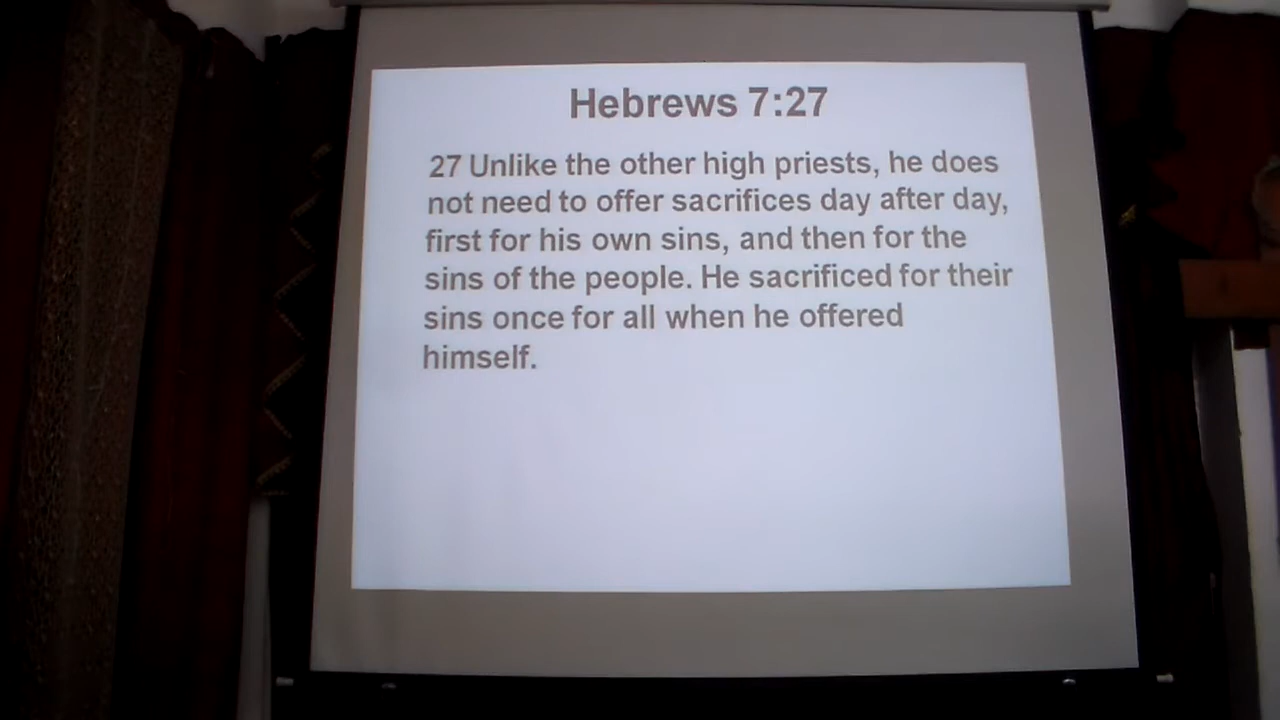 Hebrews 7:27
27 Unlike the other high priests, he does
not need to offer sacrifices day after day,
first for his own sins, and then for the
sins of the people. He sacrificed for their
sins once for all when he offered
himself.